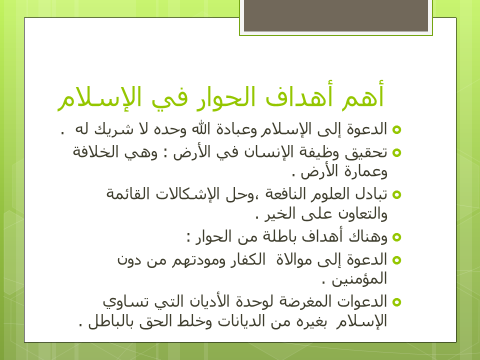 أهم أهداف الحوار في الإسلام
الدعوة إلى الإسلام وعبادة الله وحده لا شريك له .
تحقيق وظيفة الإنسان في الأرض : وهي الخلافة
وعمارة الأرض .
تبادل العلوم النافعة ،وحل الإشكالات القائمة
والتعاون على الخير .
وهناك أهداف باطلة من الحوار :
الدعوة إلى موالاة الكفار ومودتهم من دون
المؤمنين .
الدعوات المغرضة لوحدة الأديان التي تساوي
الإسلام بغيره من الديانات وخلط الحق بالباطل .